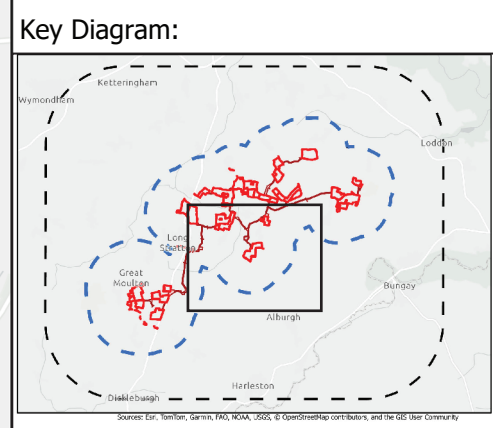 Key Diagram:
Ketteringham
Wymondham
Loddon
Long
Stratton
Great
Moulton
Bungay
Alburgh
Harleston
Dickleburgh
Sources: Esri, TomTom, Garmin, FAO, NOAA, USGS, © OpenStreetMap contributors, and the GIS User Community